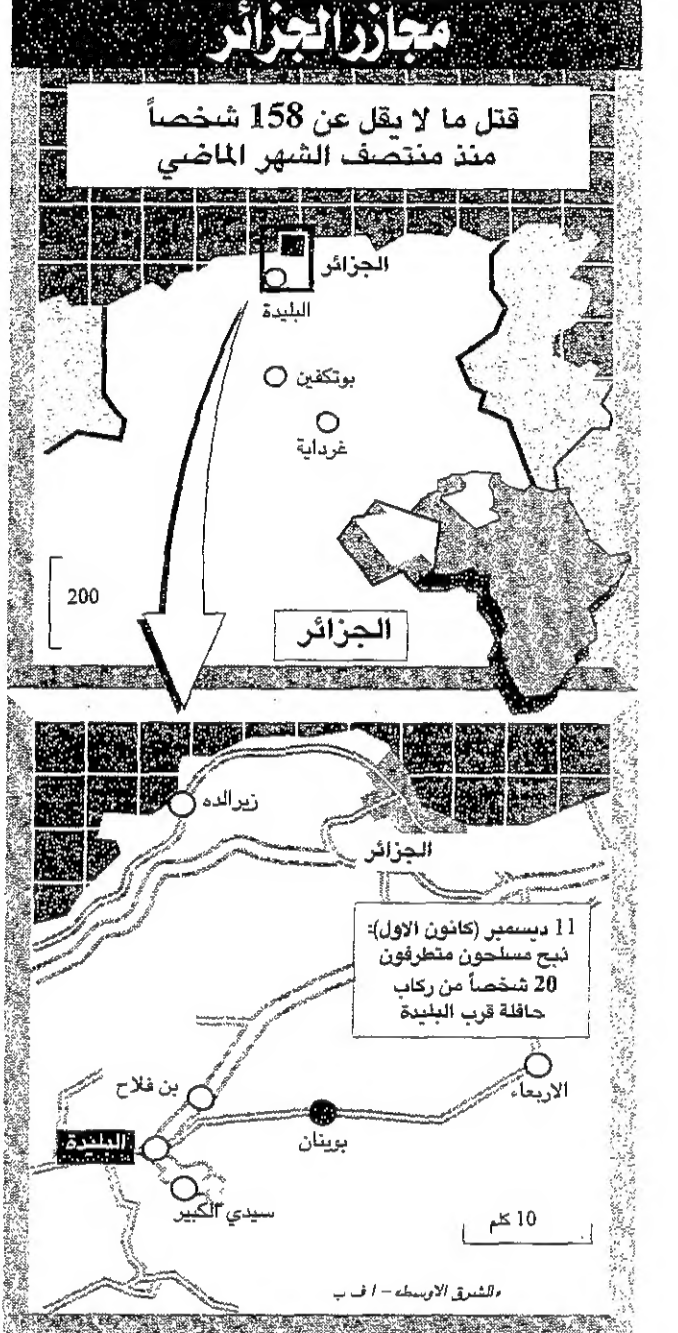 مجازر الجزائر
قتل ما لا يقل عن 158 شخصاً
منذ منتصف الشهر الماضي
الجزائر
البليدة
بوتكفين
غرداية
200
الجزائر
زيرالده
الجزائر
11 ديسمبر (كانون الاول):
ذبح مسلحون متطرفون
20 شخصاً من ركاب
حافلة قرب البليدة
الاربعاء
بن فلاح
بوينان
البليدة
سيدي الكبير
10 كلم
«الشرق الاوسط» - ا ف ب